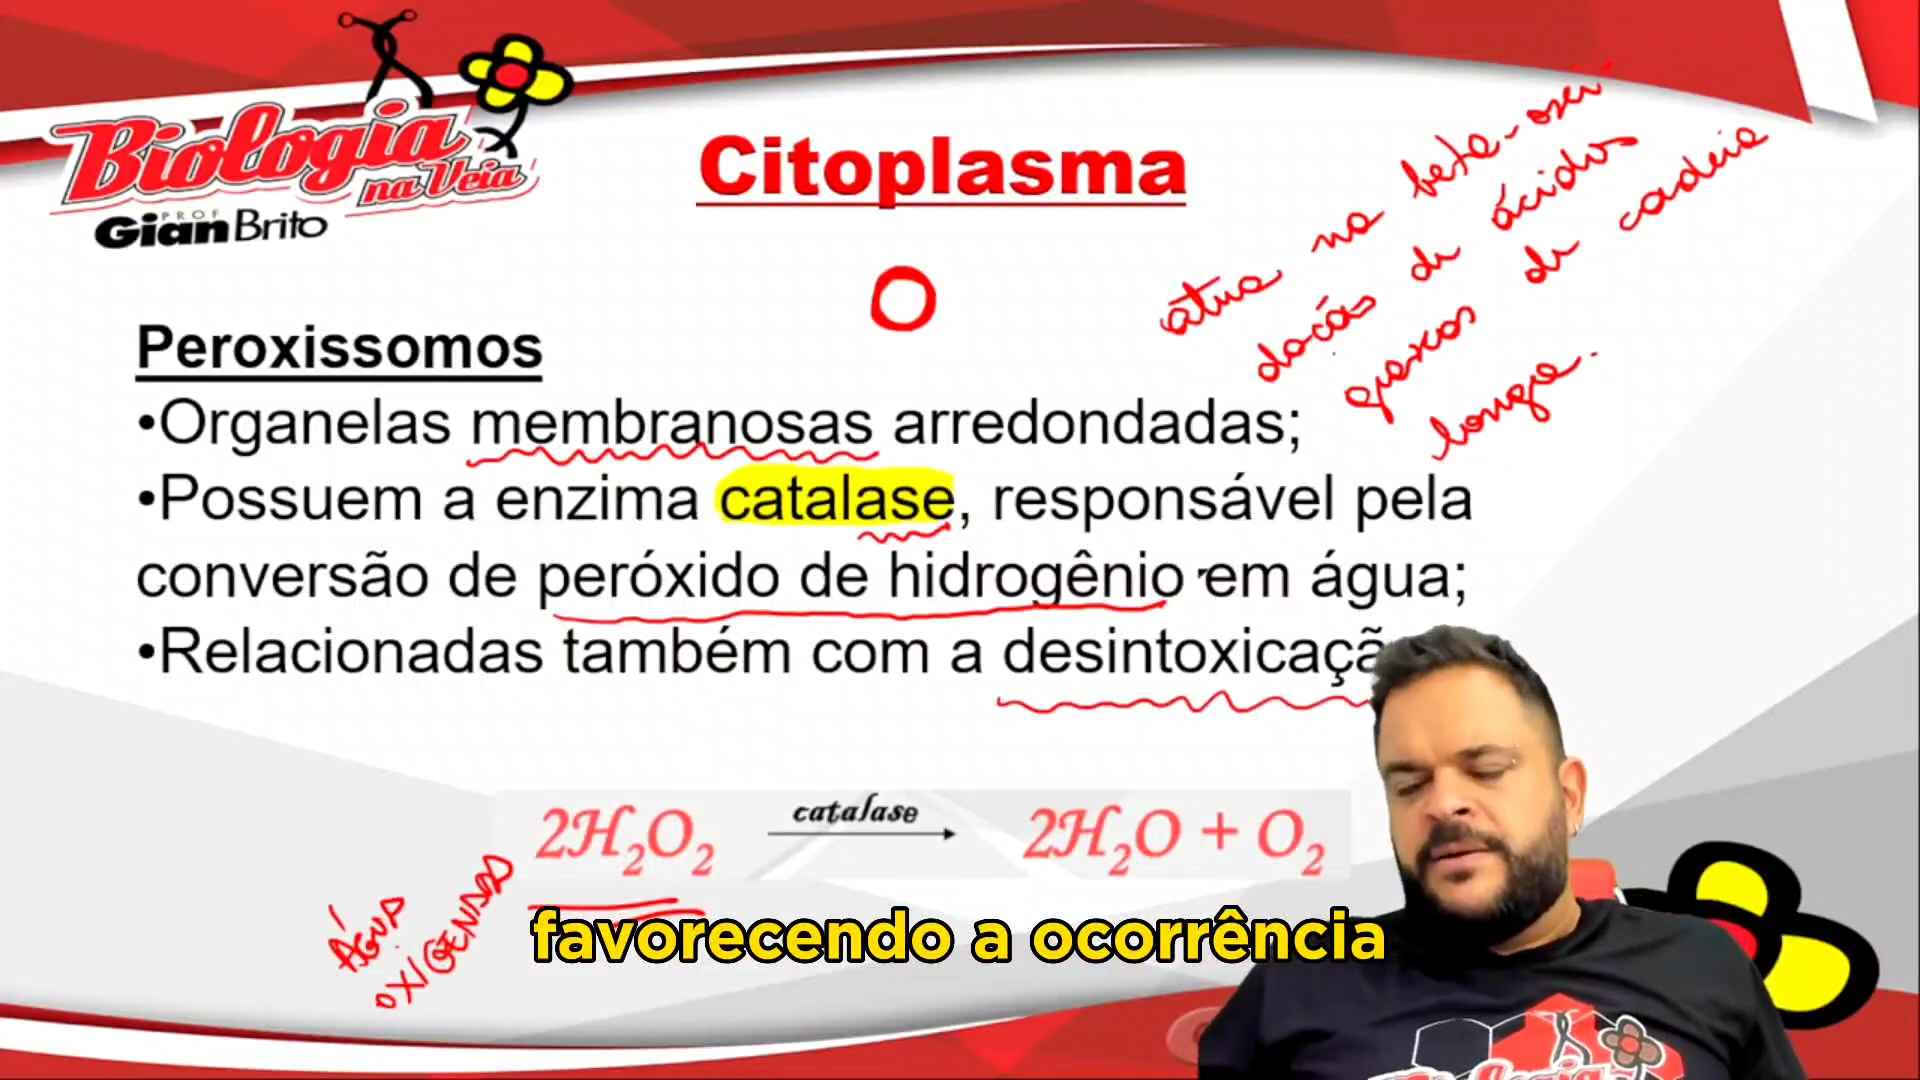 Biologia
na Veia
PROF
Gian Brito
Citoplasma
atua na beta-oxi
dação de ácidos
graxos de cadeia
longa.
Peroxissomos
•Organelas membranosas arredondadas;
•Possuem a enzima catalase, responsável pela
conversão de peróxido de hidrogênio em água;
•Relacionadas também com a desintoxicaçã
2H₂O₂ catalase 2H₂O + O₂
ÁGUA
OXIGENADA
favorecendo a ocorrência